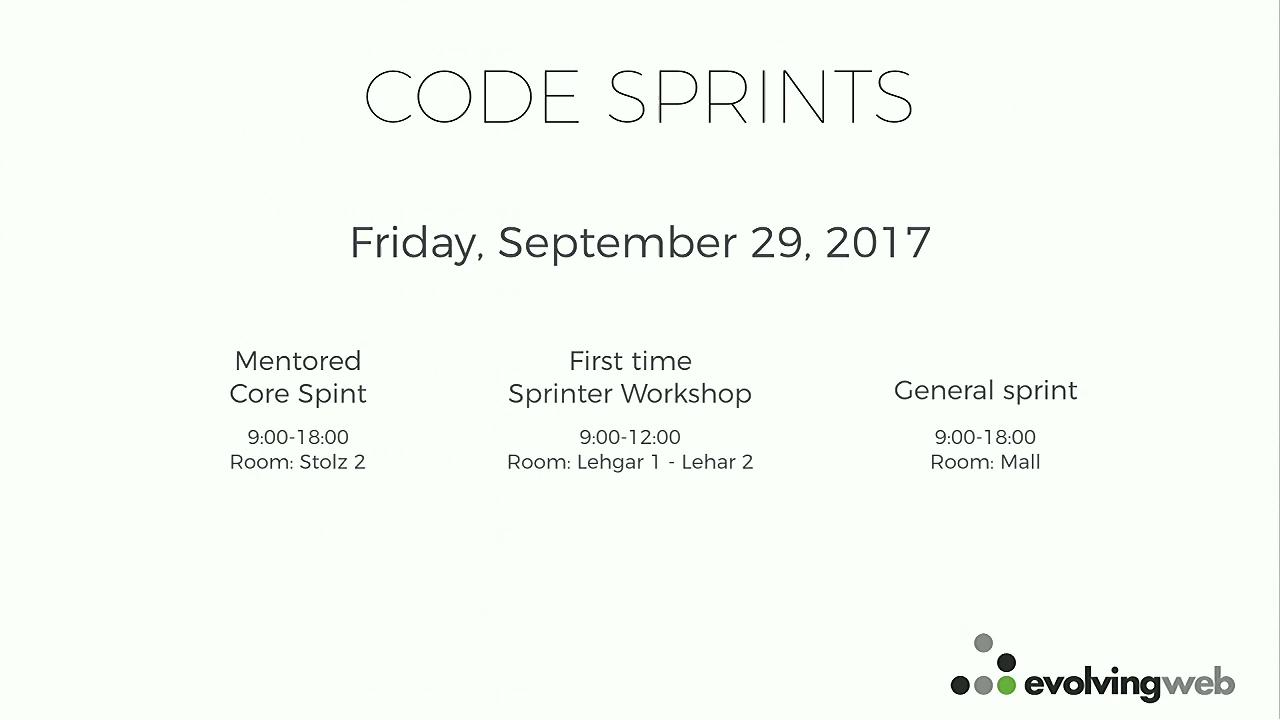 CODE SPRINTS
Friday, September 29, 2017
Mentored
Core Spint
9:00-18:00
Room: Stolz 2
First time
Sprinter Workshop
9:00-12:00
Room: Lehgar 1 - Lehar 2
General sprint
9:00-18:00
Room: Mall
evolvingweb